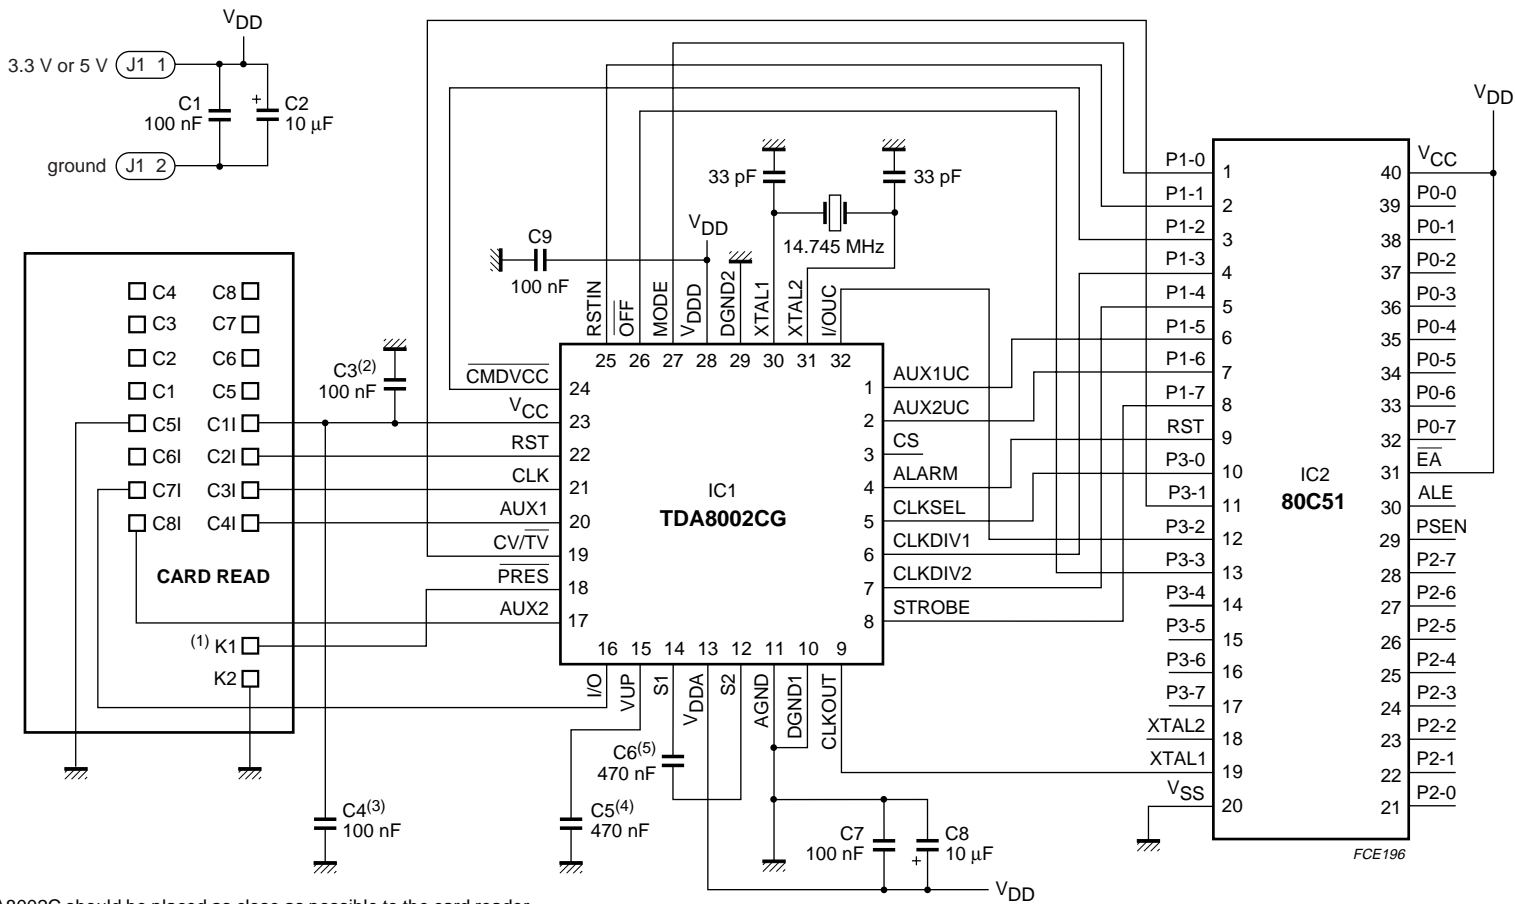 VDD
3.3 V or 5 V J1 1
C1 100 nF
+ C2 10 μF
ground J1 2
CARD READ
C4 C8
C3 C7
C2 C6
C1 C5
C5I C1I
C6I C2I
C7I C3I
C8I C4I
(1) K1
K2
C3(2) 100 nF
C4(3) 100 nF
C5(4) 470 nF
C6(5) 470 nF
C7 100 nF
C8 + 10 μF
VDD
C9 100 nF
VDD
33 pF
33 pF
14.745 MHz
IC1
TDA8002CG
RSTIN 25
OFF 26
MODE 27
VDDD 28
DGND2 29
XTAL1 30
XTAL2 31
I/OUC 32
CMDVCC 24
VCC 23
RST 22
CLK 21
AUX1 20
CV/TV 19
PRES 18
AUX2 17
I/O 16
VUP 15
S1 14
VDDA 13
S2 12
AGND 11
DGND1 10
CLKOUT 9
1 AUX1UC
2 AUX2UC
3 CS
4 ALARM
5 CLKSEL
6 CLKDIV1
7 CLKDIV2
8 STROBE
IC2
80C51
P1-0 1
P1-1 2
P1-2 3
P1-3 4
P1-4 5
P1-5 6
P1-6 7
P1-7 8
RST 9
P3-0 10
P3-1 11
P3-2 12
P3-3 13
P3-4 14
P3-5 15
P3-6 16
P3-7 17
XTAL2 18
XTAL1 19
VSS 20
VDD
40 VCC
39 P0-0
38 P0-1
37 P0-2
36 P0-3
35 P0-4
34 P0-5
33 P0-6
32 P0-7
31 EA
30 ALE
29 PSEN
28 P2-7
27 P2-6
26 P2-5
25 P2-4
24 P2-3
23 P2-2
22 P2-1
21 P2-0
FCE196